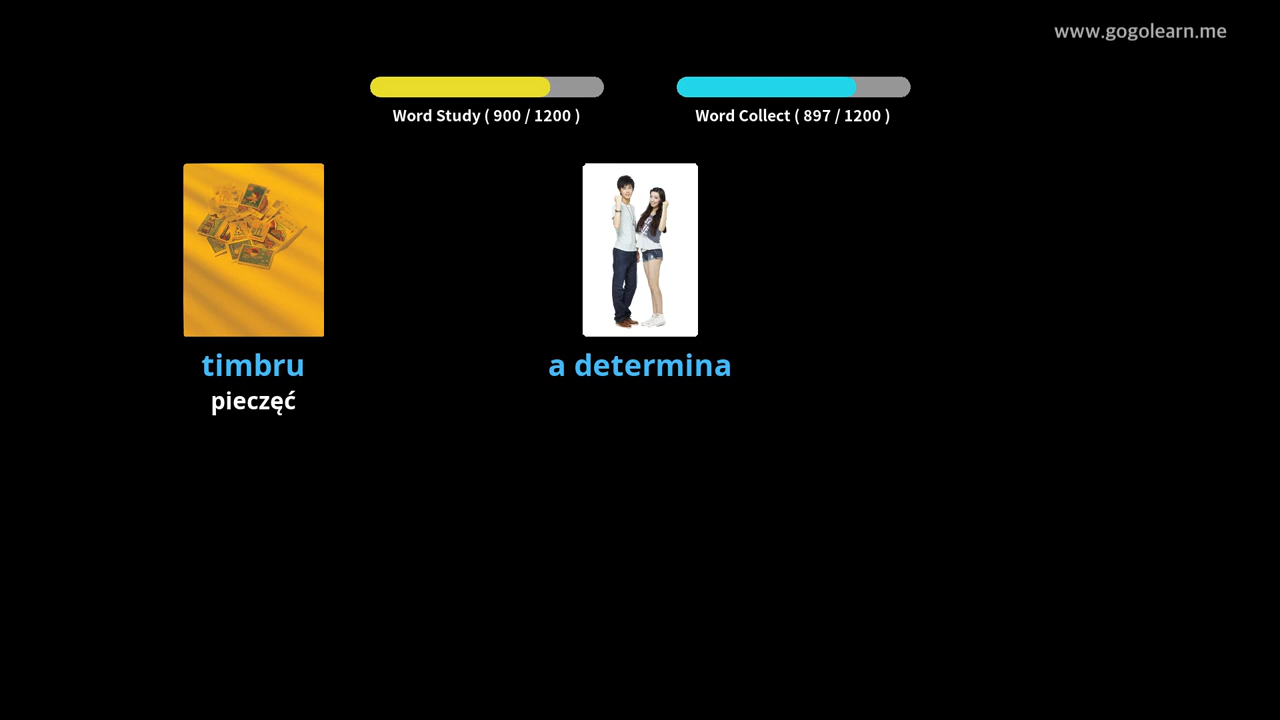 www.gogolearn.me
Word Study ( 900 / 1200 )
Word Collect ( 897 / 1200 )
timbru
pieczęć
a determina